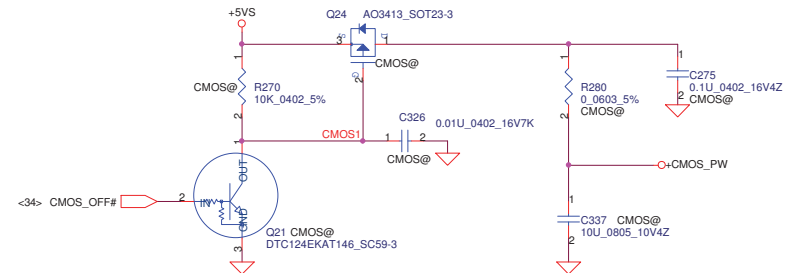 +5VS
Q24 AO3413_SOT23-3
3 S D 1
CMOS@
G
2
1
CMOS@ R270
10K_0402_5%
2
1
R280
0_0603_5%
CMOS@
2
1
C275
0.1U_0402_16V4Z
2 CMOS@
C326 0.01U_0402_16V7K
CMOS1
1 2
CMOS@
1
OUT
+CMOS_PW
<34> CMOS_OFF# 2 IN
GND
Q21 CMOS@
DTC124EKAT146_SC59-3
3
1
C337 CMOS@
10U_0805_10V4Z
2